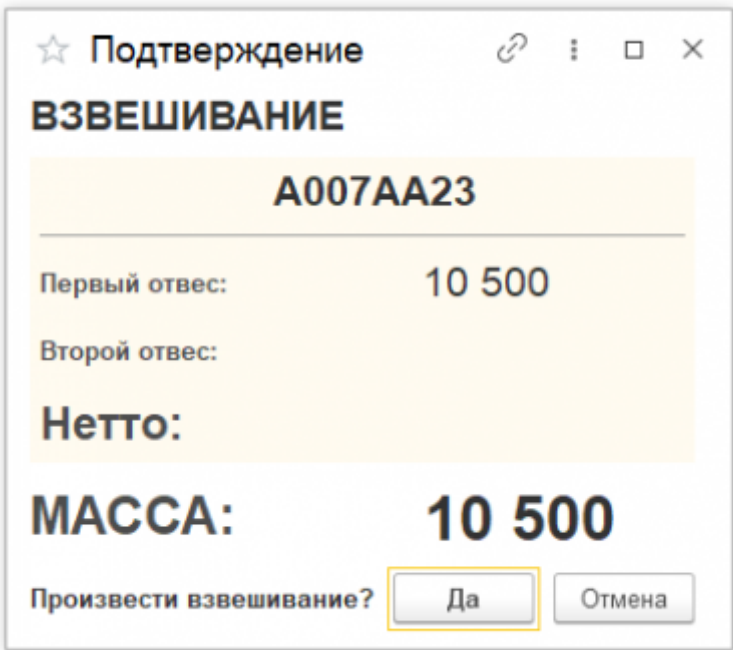 Подтверждение
ВЗВЕШИВАНИЕ
А007АА23
Первый отвес: 10 500
Второй отвес:
Нетто:
МАССА: 10 500
Произвести взвешивание? Да Отмена